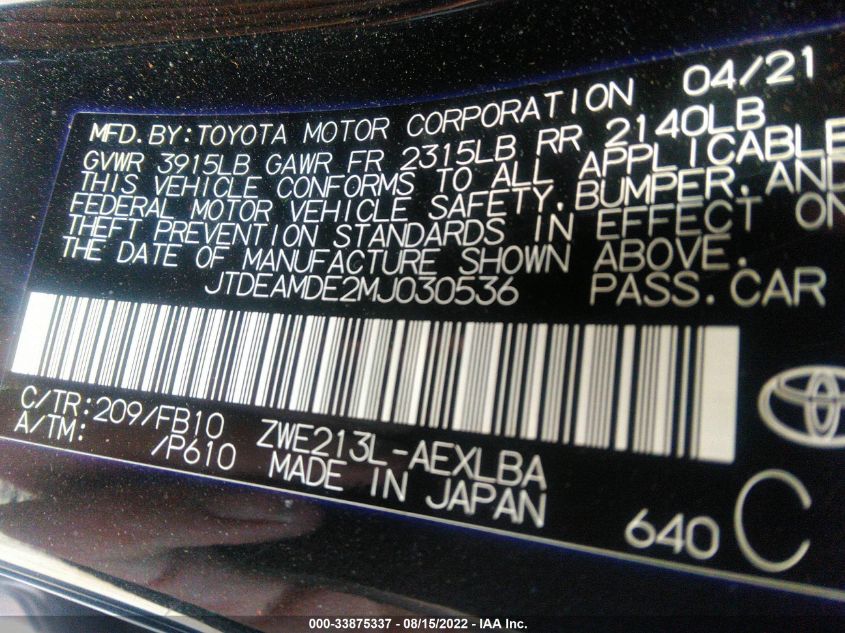 04/21
MFD.BY:TOYOTA MOTOR CORPORATION
GVWR 3915LB GAWR FR 2315LB RR 2140LB
THIS VEHICLE CONFORMS TO ALL APPLICABLE
FEDERAL MOTOR VEHICLE SAFETY,BUMPER,AND
THEFT PREVENTION STANDARDS IN EFFECT ON
THE DATE OF MANUFACTURE SHOWN ABOVE.
JTDEAMDE2MJ030536 PASS.CAR
C/TR:209/FB10 ZWE213L-AEXLBA
A/TM: /P610 MADE IN JAPAN
640 C
000-33875337 - 08/15/2022 - IAA Inc.